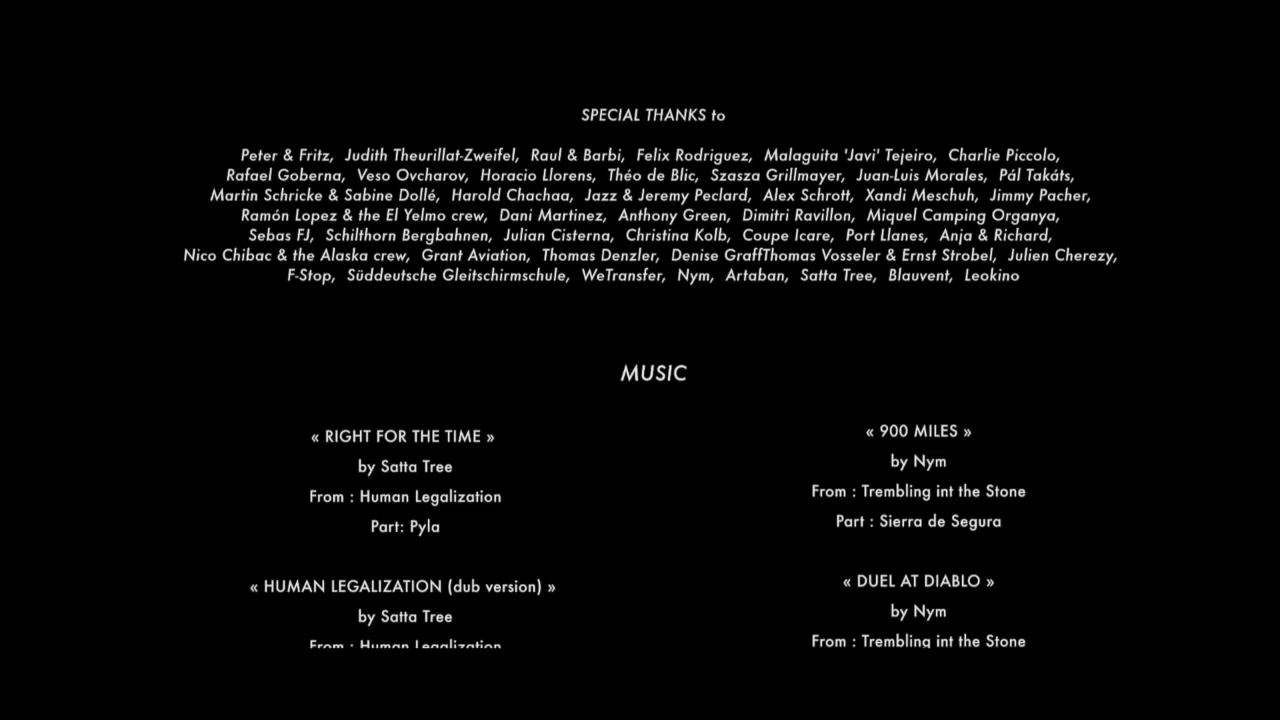 SPECIAL THANKS to
Peter & Fritz, Judith Theurillat-Zweifel, Raul & Barbi, Felix Rodriguez, Malaguita 'Javi' Tejeiro, Charlie Piccolo,
Rafael Goberna, Veso Ovcharov, Horacio Llorens, Théo de Blic, Szasza Grillmayer, Juan-Luis Morales, Pál Takáts,
Martin Schricke & Sabine Dollé, Harold Chachaa, Jazz & Jeremy Peclard, Alex Schrott, Xandi Meschuh, Jimmy Pacher,
Ramón Lopez & the El Yelmo crew, Dani Martinez, Anthony Green, Dimitri Ravillon, Miquel Camping Organya,
Sebas FJ, Schilthorn Bergbahnen, Julian Cisterna, Christina Kolb, Coupe Icare, Port Llanes, Anja & Richard,
Nico Chibac & the Alaska crew, Grant Aviation, Thomas Denzler, Denise GraffThomas Vosseler & Ernst Strobel, Julien Cherezy,
F-Stop, Süddeutsche Gleitschirmschule, WeTransfer, Nym, Artaban, Satta Tree, Blauvent, Leokino
MUSIC
« RIGHT FOR THE TIME »
by Satta Tree
From : Human Legalization
Part: Pyla
« HUMAN LEGALIZATION (dub version) »
by Satta Tree
From : Human Legalization
« 900 MILES »
by Nym
From : Trembling int the Stone
Part : Sierra de Segura
« DUEL AT DIABLO »
by Nym
From : Trembling int the Stone